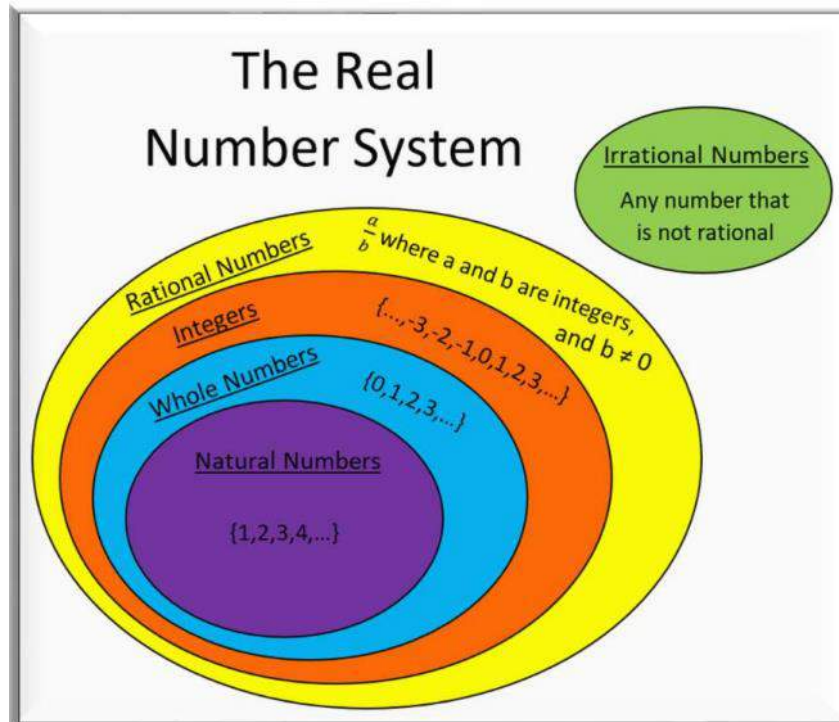 The Real
Number System
Irrational Numbers
Any number that
is not rational
Rational Numbers
a/b where a and b are integers,
and b ≠ 0
Integers
{...,-3,-2,-1,0,1,2,3,...}
Whole Numbers
{0,1,2,3,...}
Natural Numbers
{1,2,3,4,...}